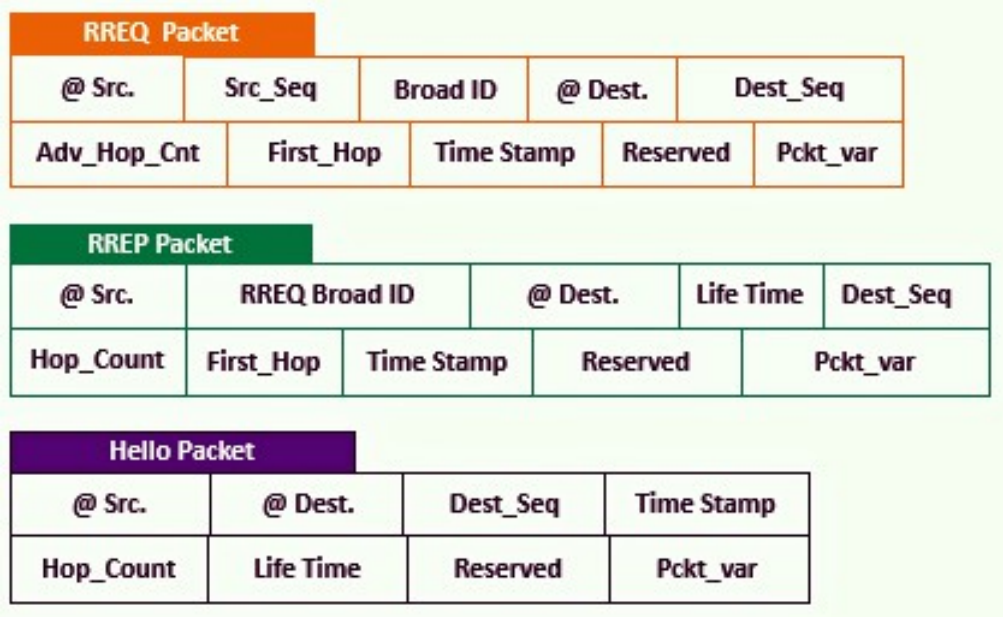 RREQ Packet
@ Src. Src_Seq Broad ID @ Dest. Dest_Seq
Adv_Hop_Cnt First_Hop Time Stamp Reserved Pckt_var
RREP Packet
@ Src. RREQ Broad ID @ Dest. Life Time Dest_Seq
Hop_Count First_Hop Time Stamp Reserved Pckt_var
Hello Packet
@ Src. @ Dest. Dest_Seq Time Stamp
Hop_Count Life Time Reserved Pckt_var